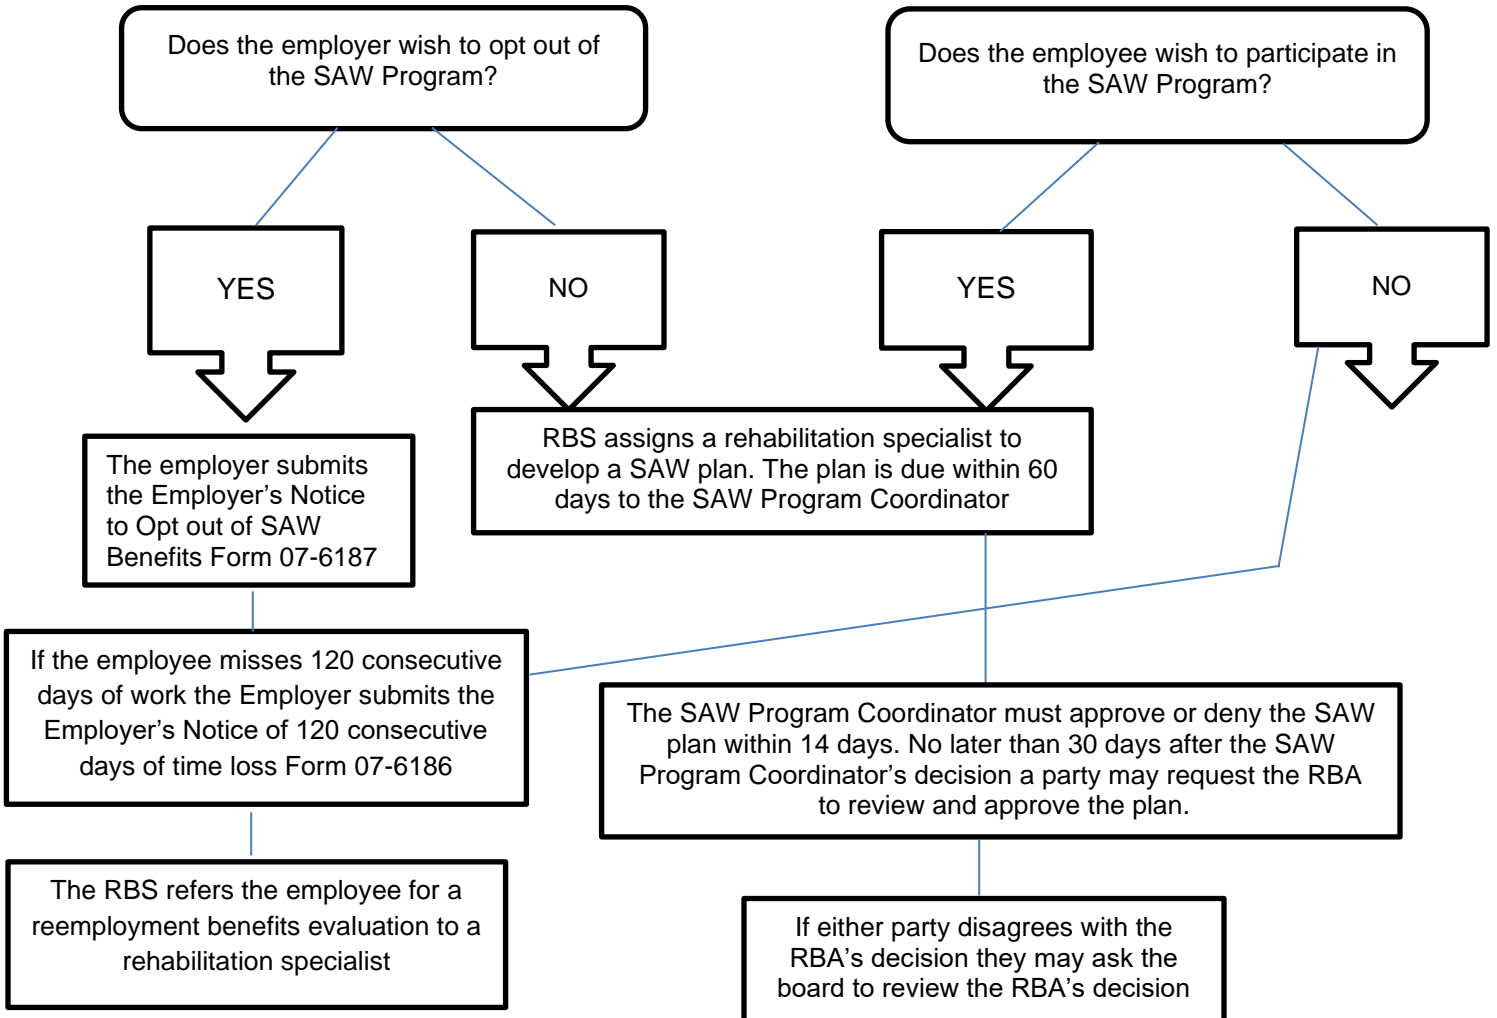 Does the employer wish to opt out of
the SAW Program?
Does the employee wish to participate in
the SAW Program?
YES
NO
YES
NO
The employer submits
the Employer’s Notice
to Opt out of SAW
Benefits Form 07-6187
RBS assigns a rehabilitation specialist to
develop a SAW plan. The plan is due within 60
days to the SAW Program Coordinator
If the employee misses 120 consecutive
days of work the Employer submits the
Employer’s Notice of 120 consecutive
days of time loss Form 07-6186
The SAW Program Coordinator must approve or deny the SAW
plan within 14 days. No later than 30 days after the SAW
Program Coordinator’s decision a party may request the RBA
to review and approve the plan.
The RBS refers the employee for a
reemployment benefits evaluation to a
rehabilitation specialist
If either party disagrees with the
RBA’s decision they may ask the
board to review the RBA’s decision